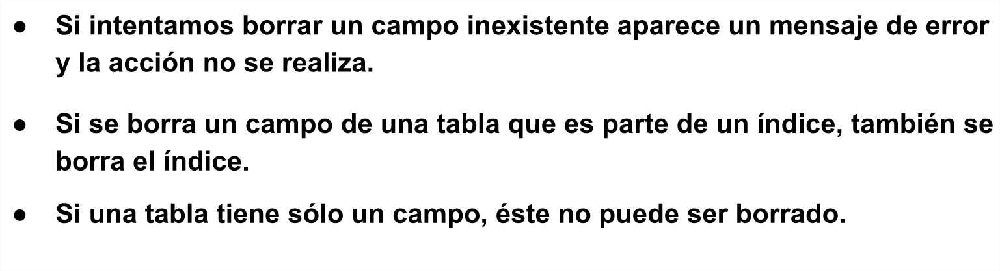 ● Si intentamos borrar un campo inexistente aparece un mensaje de error
y la acción no se realiza.
● Si se borra un campo de una tabla que es parte de un índice, también se
borra el índice.
● Si una tabla tiene sólo un campo, éste no puede ser borrado.